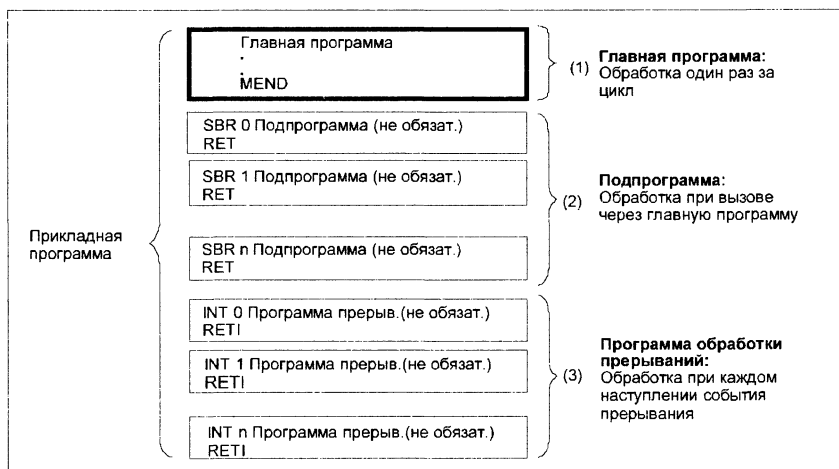 Главная программа
.
.
MEND
(1) Главная программа:
Обработка один раз за
цикл
SBR 0 Подпрограмма (не обязат.)
RET
SBR 1 Подпрограмма (не обязат.)
RET
(2) Подпрограмма:
Обработка при вызове
через главную программу
Прикладная
программа
SBR n Подпрограмма (не обязат.)
RET
INT 0 Программа прерыв.(не обязат.)
RETI
INT 1 Программа прерыв.(не обязат.)
RETI
(3) Программа обработки
прерываний:
Обработка при каждом
наступлении события
прерывания
INT n Программа прерыв.(не обязат.)
RETI